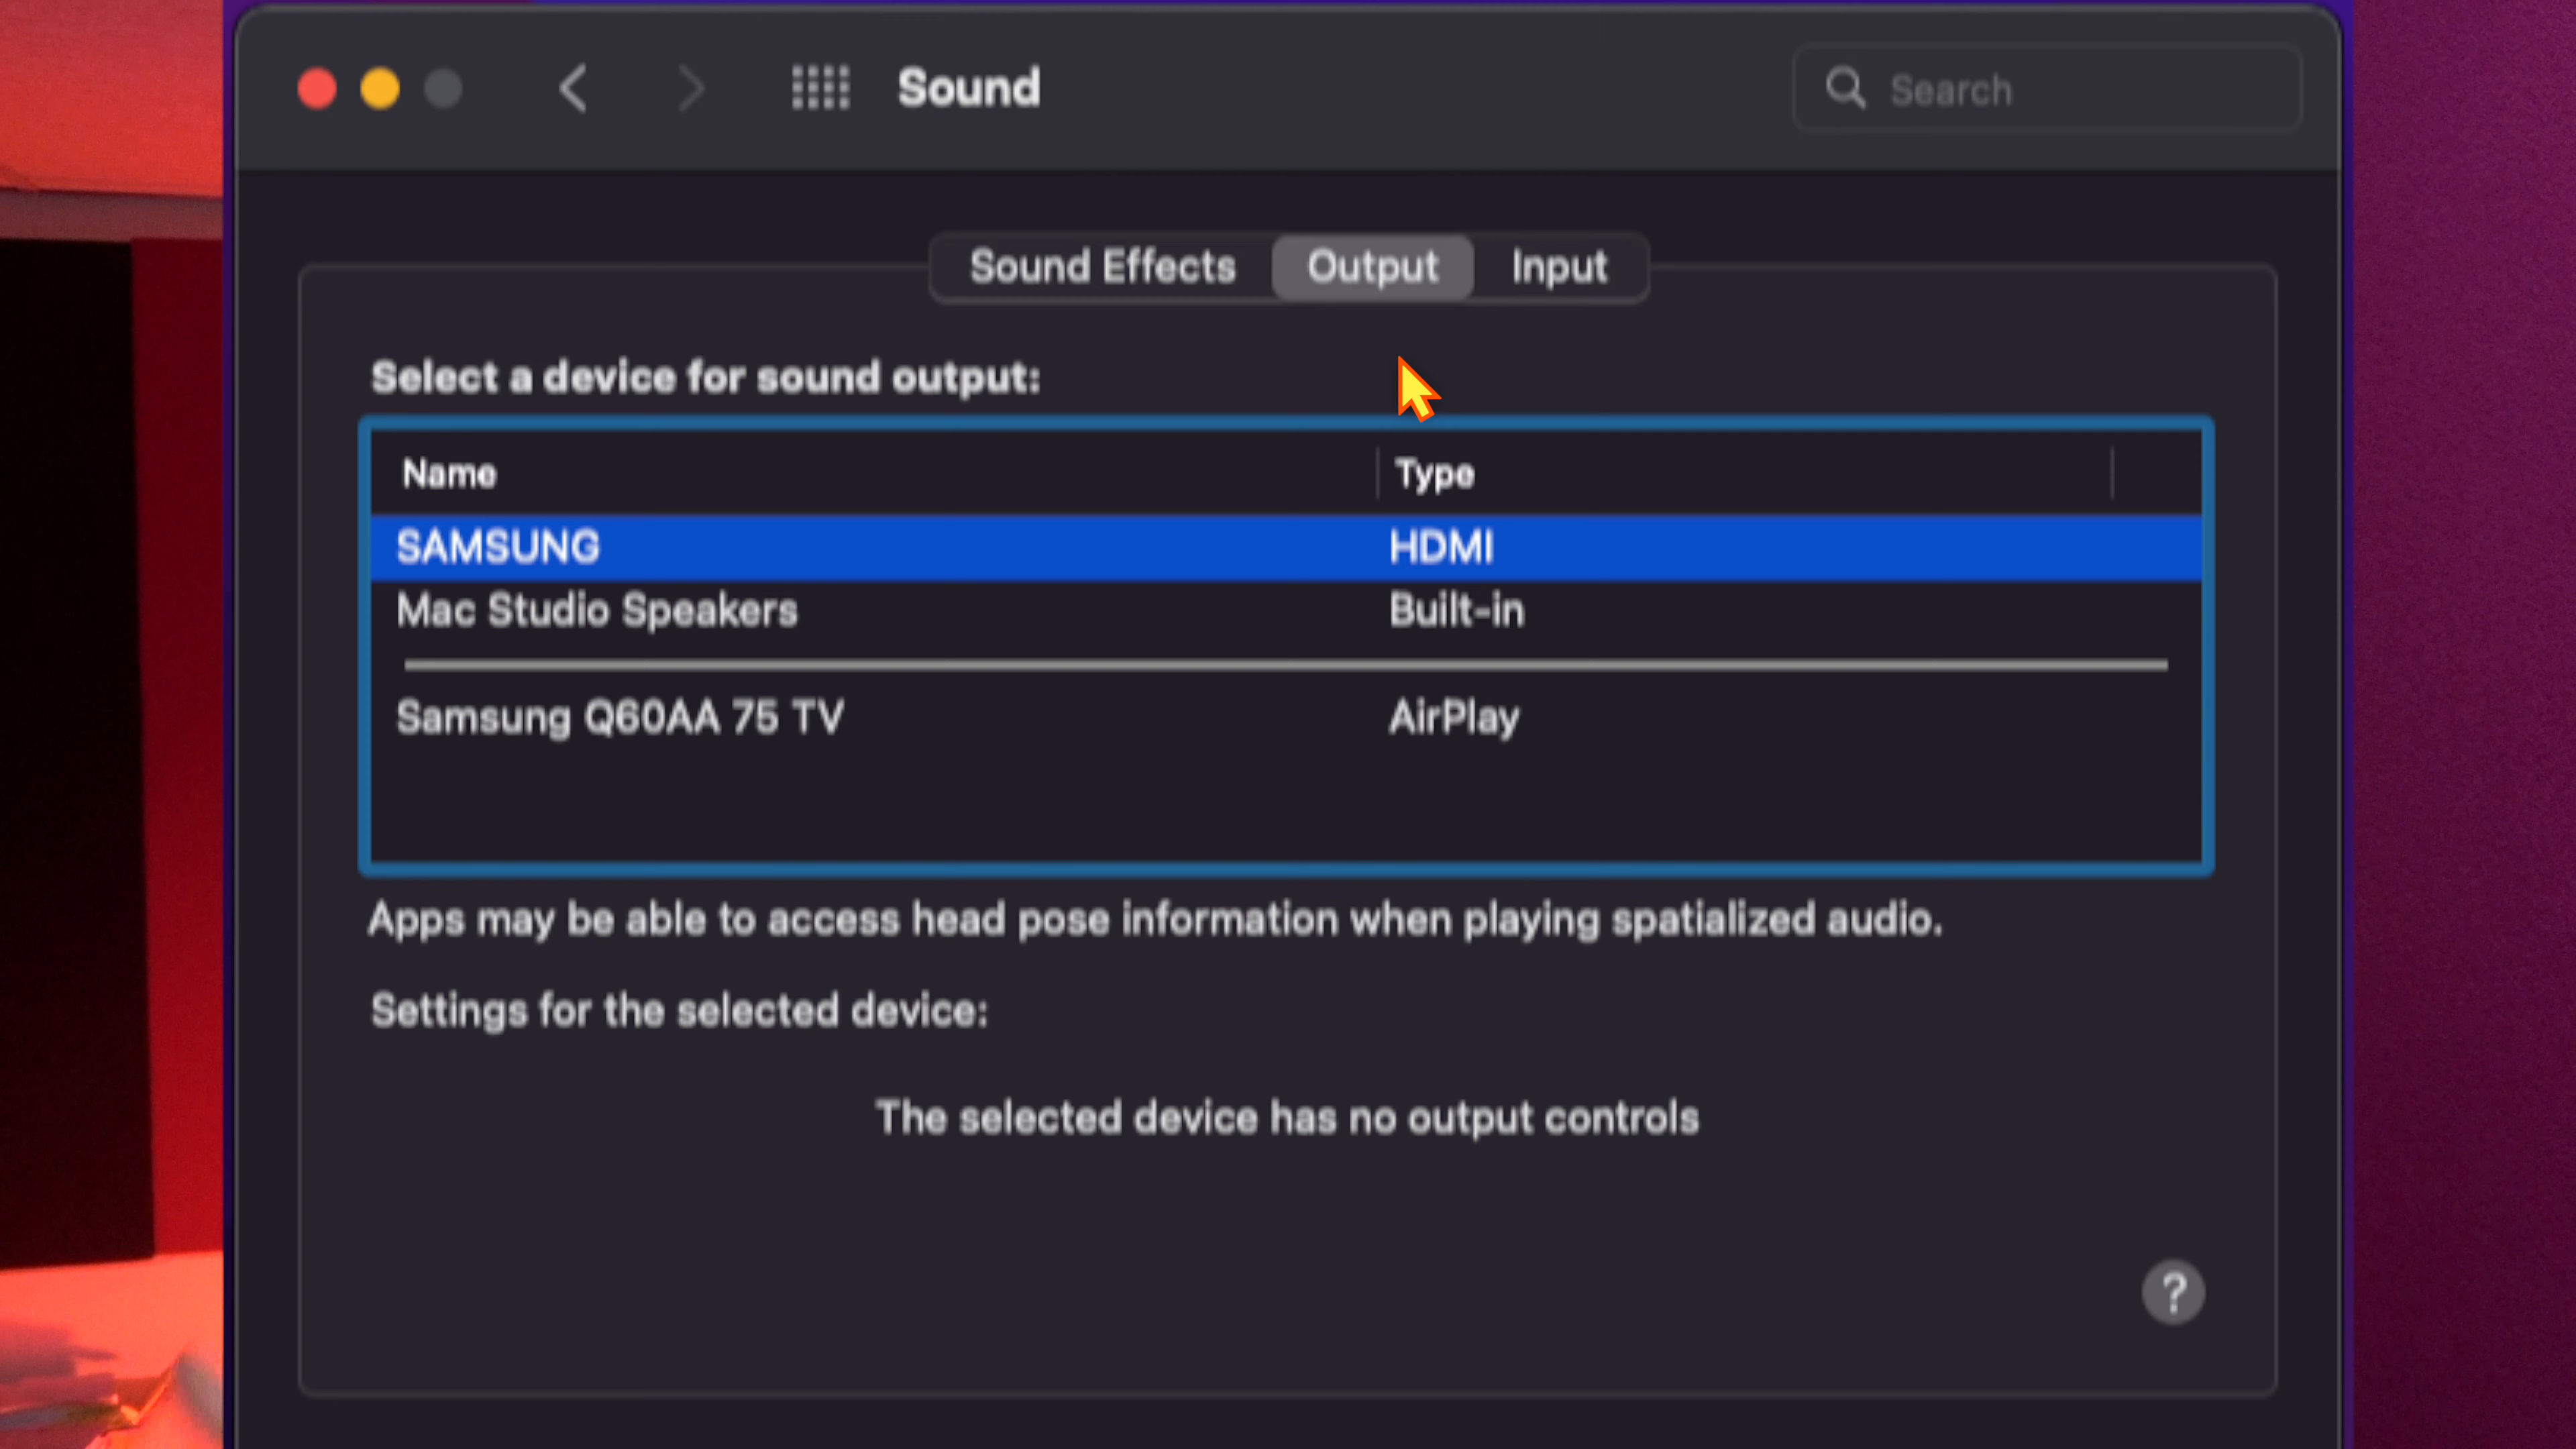 Sound
Search
Sound Effects Output Input
Select a device for sound output:
Name Type
SAMSUNG HDMI
Mac Studio Speakers Built-in
Samsung Q60AA 75 TV AirPlay
Apps may be able to access head pose information when playing spatialized audio.
Settings for the selected device:
The selected device has no output controls
?